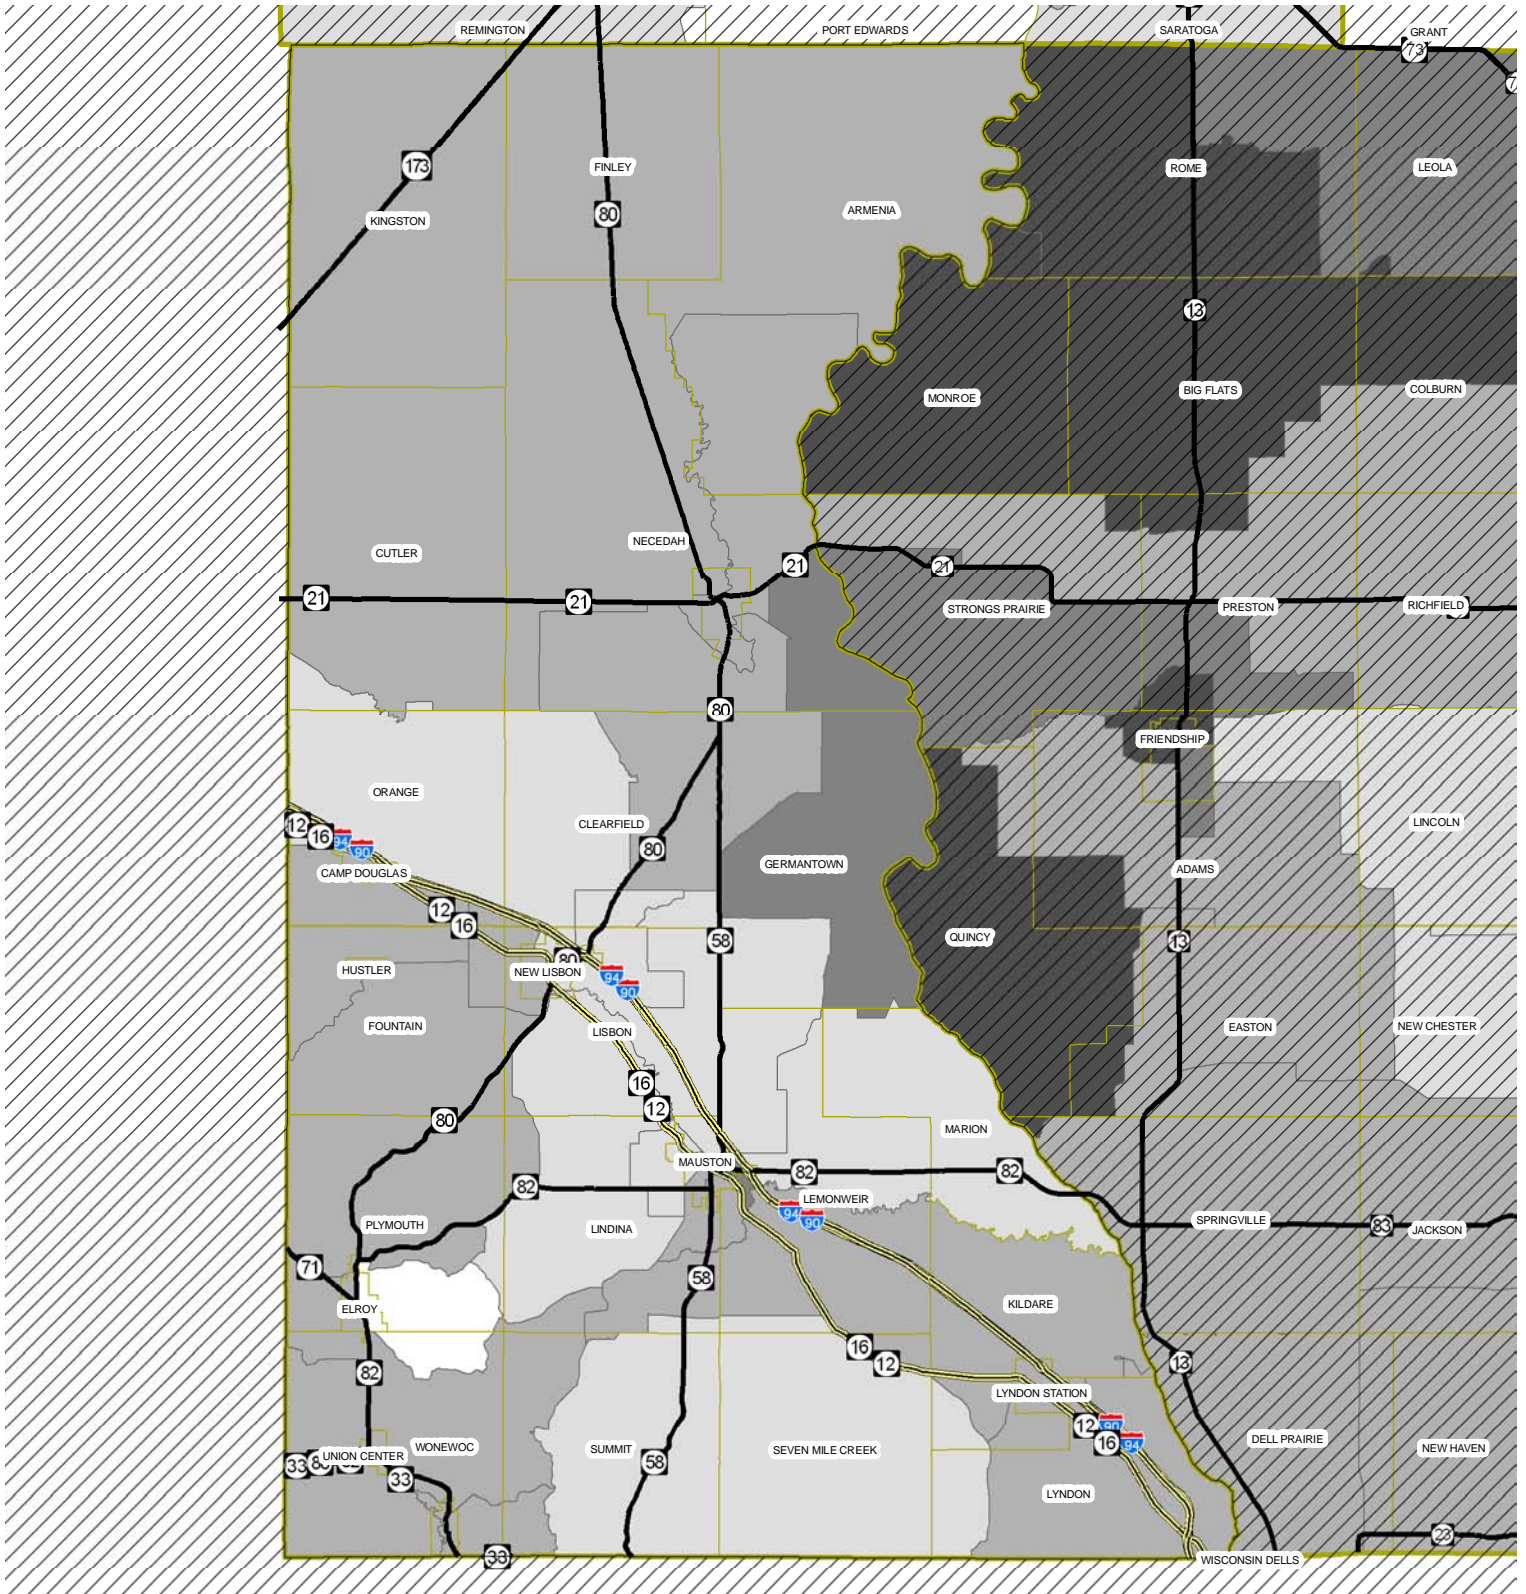 REMINGTON
PORT EDWARDS
SARATOGA
GRANT
73
173
FINLEY
ROME
LEOLA
KINGSTON
80
ARMENIA
13
MONROE
BIG FLATS
COLBURN
CUTLER
NECEDAH
21
21
21
21
STRONGS PRAIRIE
PRESTON
RICHFIELD
80
FRIENDSHIP
ORANGE
CLEARFIELD
LINCOLN
12
16
94
90
80
GERMANTOWN
ADAMS
CAMP DOUGLAS
12
16
58
QUINCY
13
HUSTLER
80
NEW LISBON
94
90
FOUNTAIN
LISBON
EASTON
NEW CHESTER
16
12
80
MARION
MAUSTON
82
82
82
LEMONWEIR
94
90
PLYMOUTH
LINDINA
SPRINGVILLE
83
JACKSON
71
58
ELROY
KILDARE
16
12
82
13
LYNDON STATION
12
90
16
94
UNION CENTER
WONEWOC
SUMMIT
SEVEN MILE CREEK
DELL PRAIRIE
NEW HAVEN
33
33
58
LYNDON
33
23
WISCONSIN DELLS